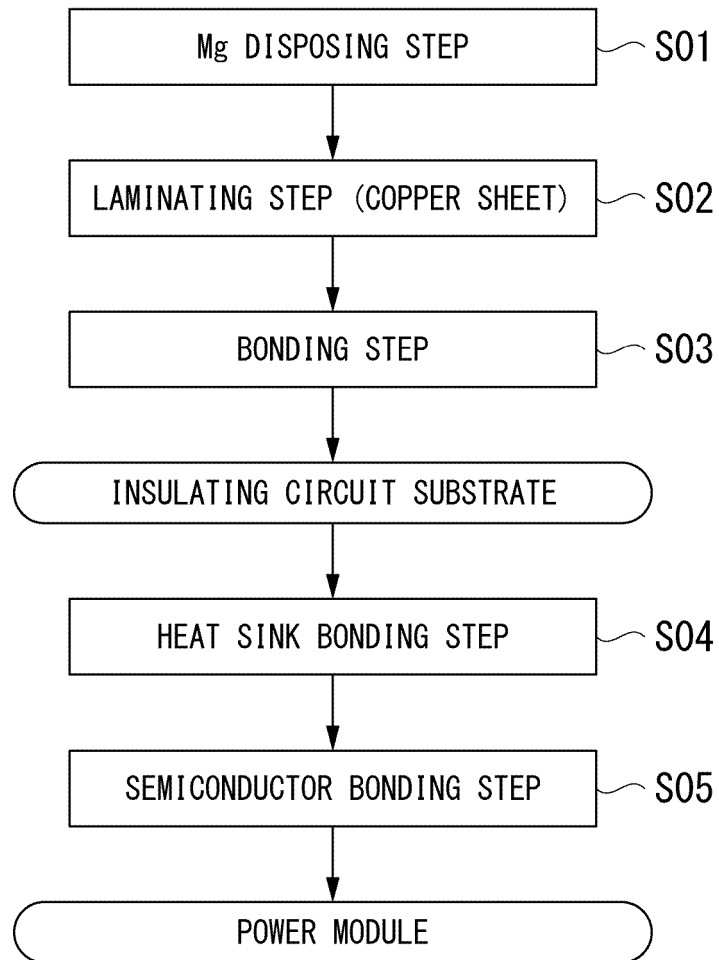 Mg DISPOSING STEP S01
LAMINATING STEP (COPPER SHEET) S02
BONDING STEP S03
INSULATING CIRCUIT SUBSTRATE
HEAT SINK BONDING STEP S04
SEMICONDUCTOR BONDING STEP S05
POWER MODULE